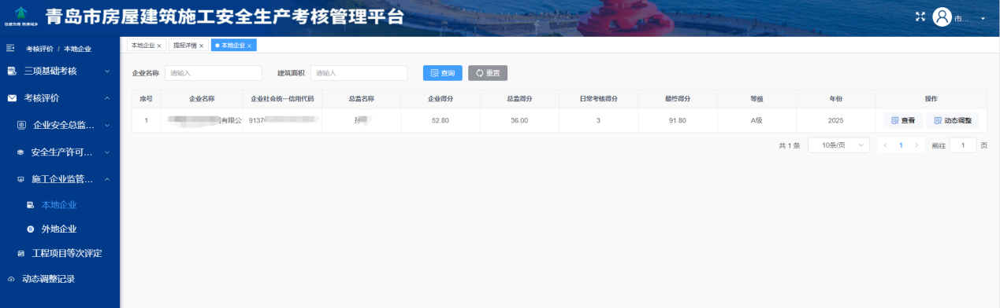 青岛市房屋建筑施工安全生产考核管理平台
市...
考核评价 / 本地企业
三项基础考核
考核评价
企业安全总监...
安全生产许可...
施工企业监管...
本地企业
外地企业
工程项目等次评定
动态调整记录
本地企业 × 提报详情 × 本地企业 ×
企业名称 请输入 建筑面积 请输入 查询 重置
序号 企业名称 企业社会统一信用代码 总监名称 企业得分 总监得分 日常考核得分 最终得分 等级 年份 操作
1 有限公 9137 孙 52.80 36.00 3 91.80 A级 2025 查看 动态调整
共 1 条 10条/页 1 前往 1 页